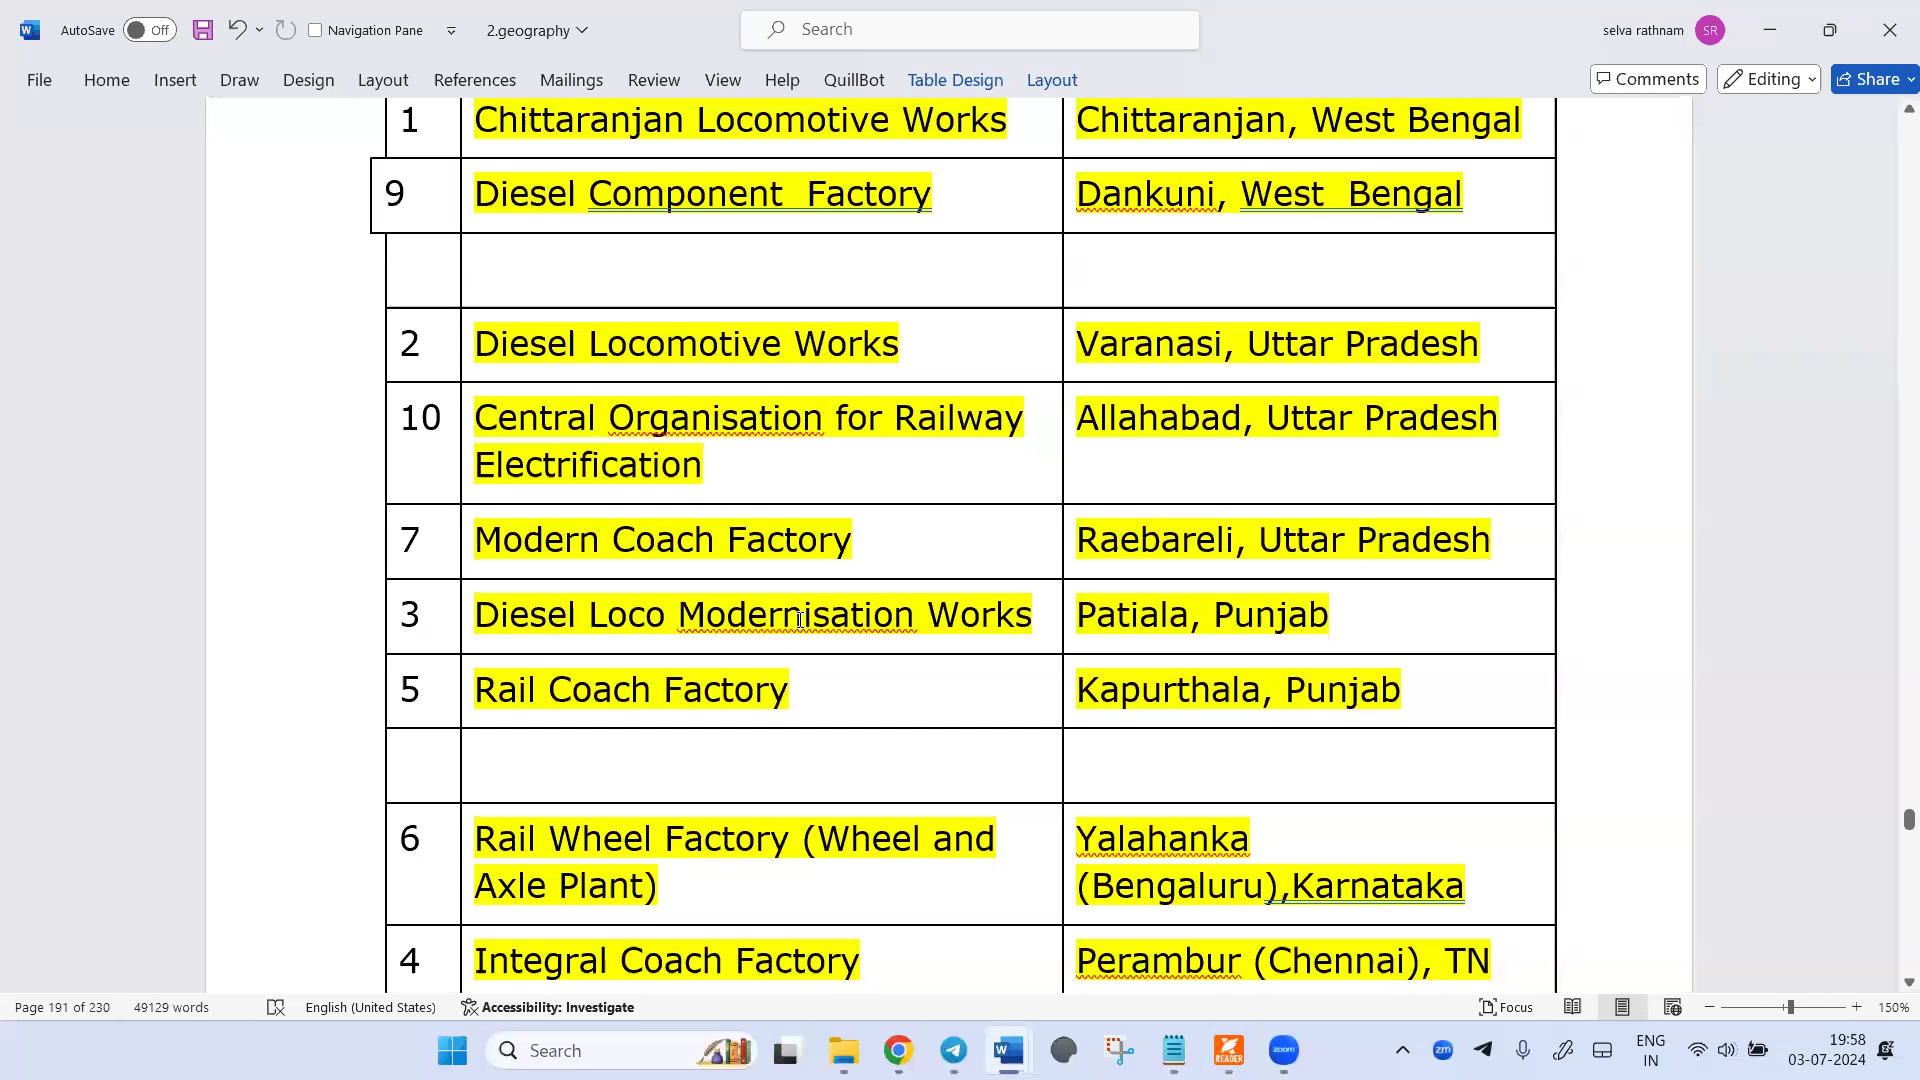 AutoSave Off Navigation Pane 2.geography Search selva rathnam SR
File Home Insert Draw Design Layout References Mailings Review View Help QuillBot Table Design Layout Comments Editing Share
1 Chittaranjan Locomotive Works Chittaranjan, West Bengal
9 Diesel Component Factory Dankuni, West Bengal
2 Diesel Locomotive Works Varanasi, Uttar Pradesh
10 Central Organisation for Railway Allahabad, Uttar Pradesh
Electrification
7 Modern Coach Factory Raebareli, Uttar Pradesh
3 Diesel Loco Modernisation Works Patiala, Punjab
5 Rail Coach Factory Kapurthala, Punjab
6 Rail Wheel Factory (Wheel and Yalahanka
Axle Plant) (Bengaluru),Karnataka
4 Integral Coach Factory Perambur (Chennai), TN
Page 191 of 230 49129 words English (United States) Accessibility: Investigate Focus 150%
Search W READER zoom zm ENG 19:58
IN 03-07-2024